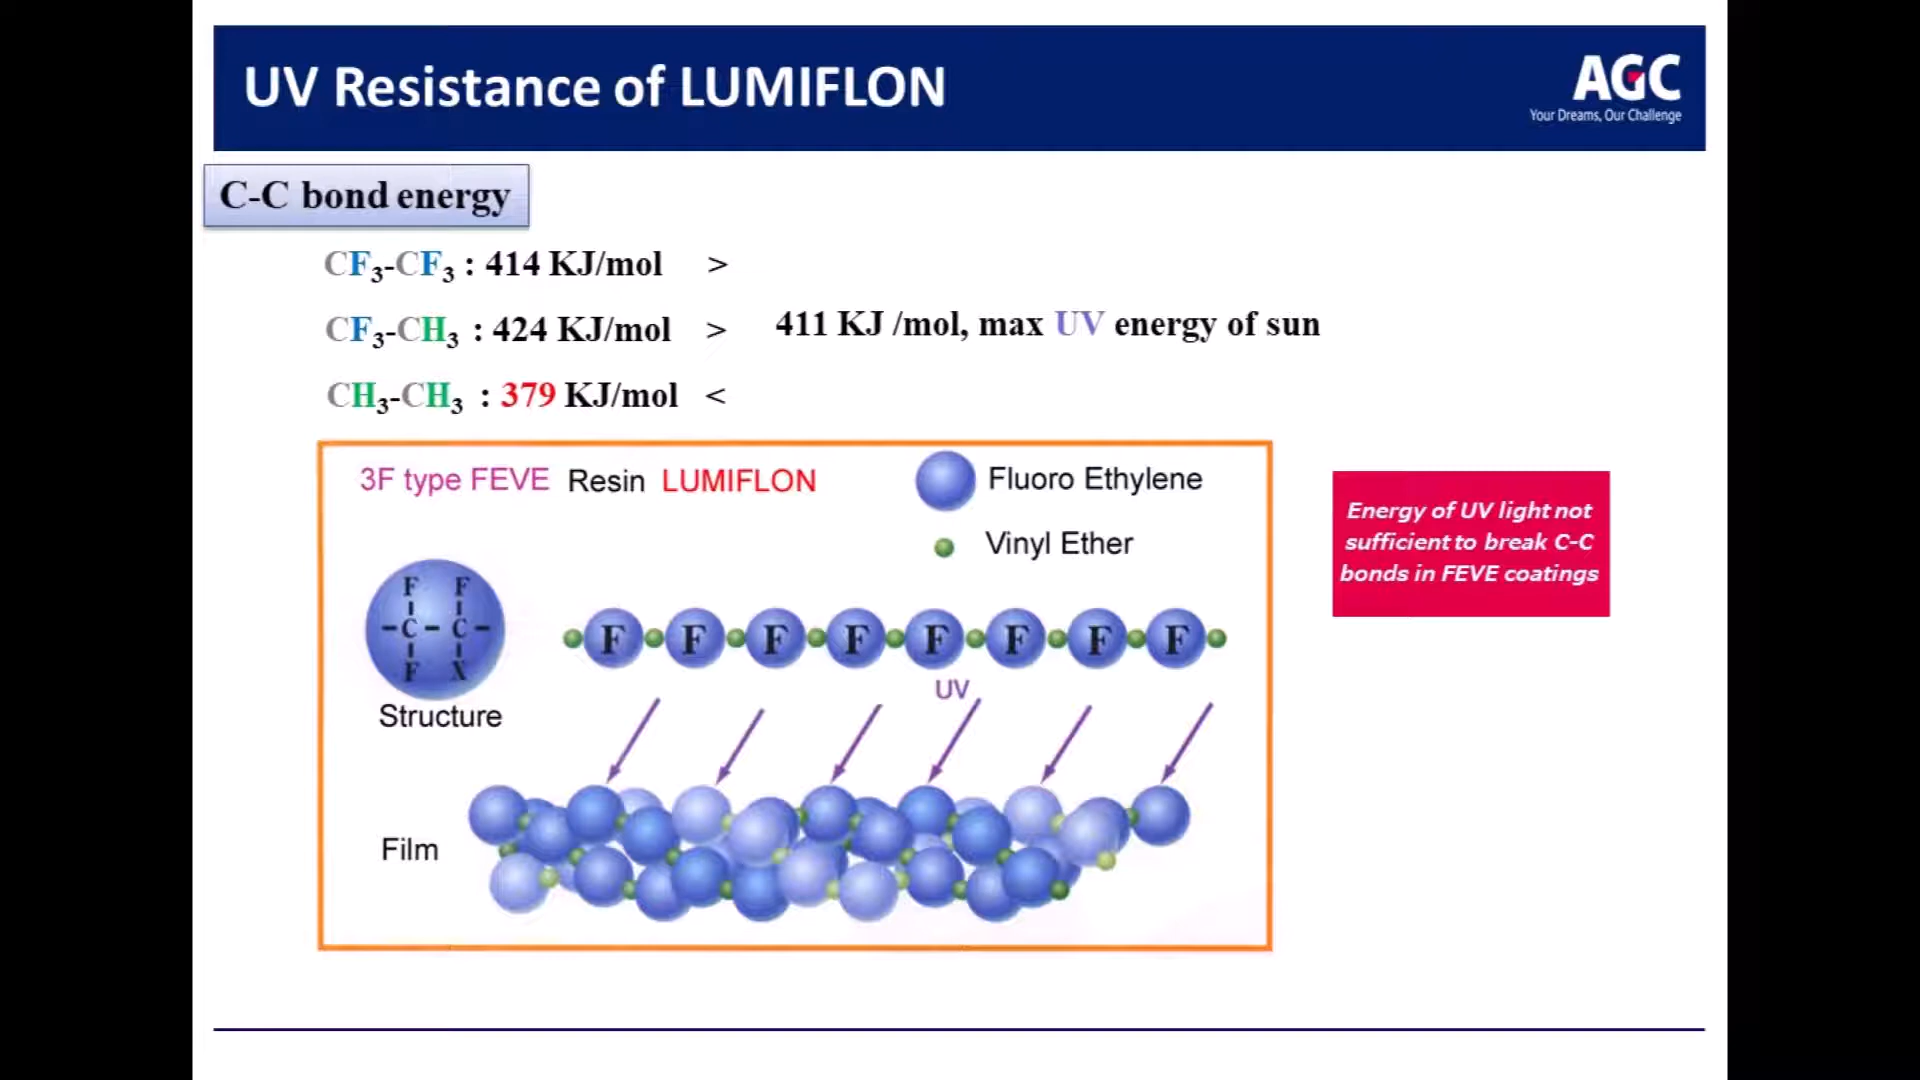 UV Resistance of LUMIFLON
AGC
Your Dreams, Our Challenge
C-C bond energy
CF₃-CF₃ : 414 KJ/mol >
CF₃-CH₃ : 424 KJ/mol > 411 KJ /mol, max UV energy of sun
CH₃-CH₃ : 379 KJ/mol <
3F type FEVE Resin LUMIFLON
Fluoro Ethylene
Vinyl Ether
Energy of UV light not
sufficient to break C-C
bonds in FEVE coatings
F F
-C-C-
F X
Structure
F F F F F F F F
UV
Film